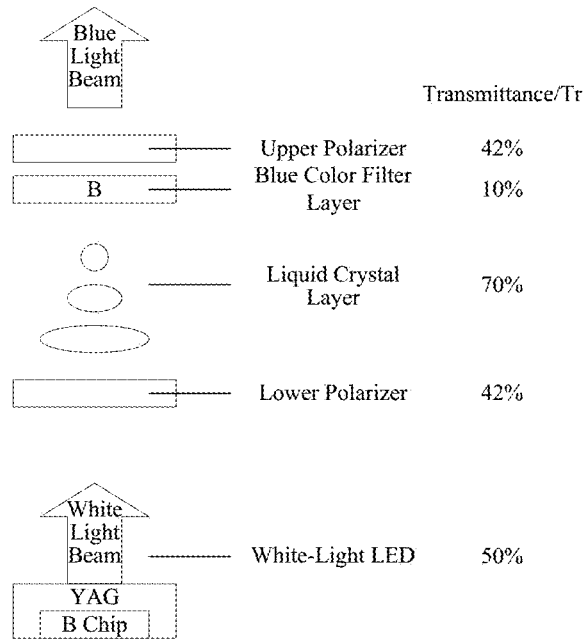 Blue
Light
Beam
Transmittance/Tr
Upper Polarizer 42%
B Blue Color Filter 10%
Layer
Liquid Crystal 70%
Layer
Lower Polarizer 42%
White
Light
Beam
White-Light LED 50%
YAG
B Chip